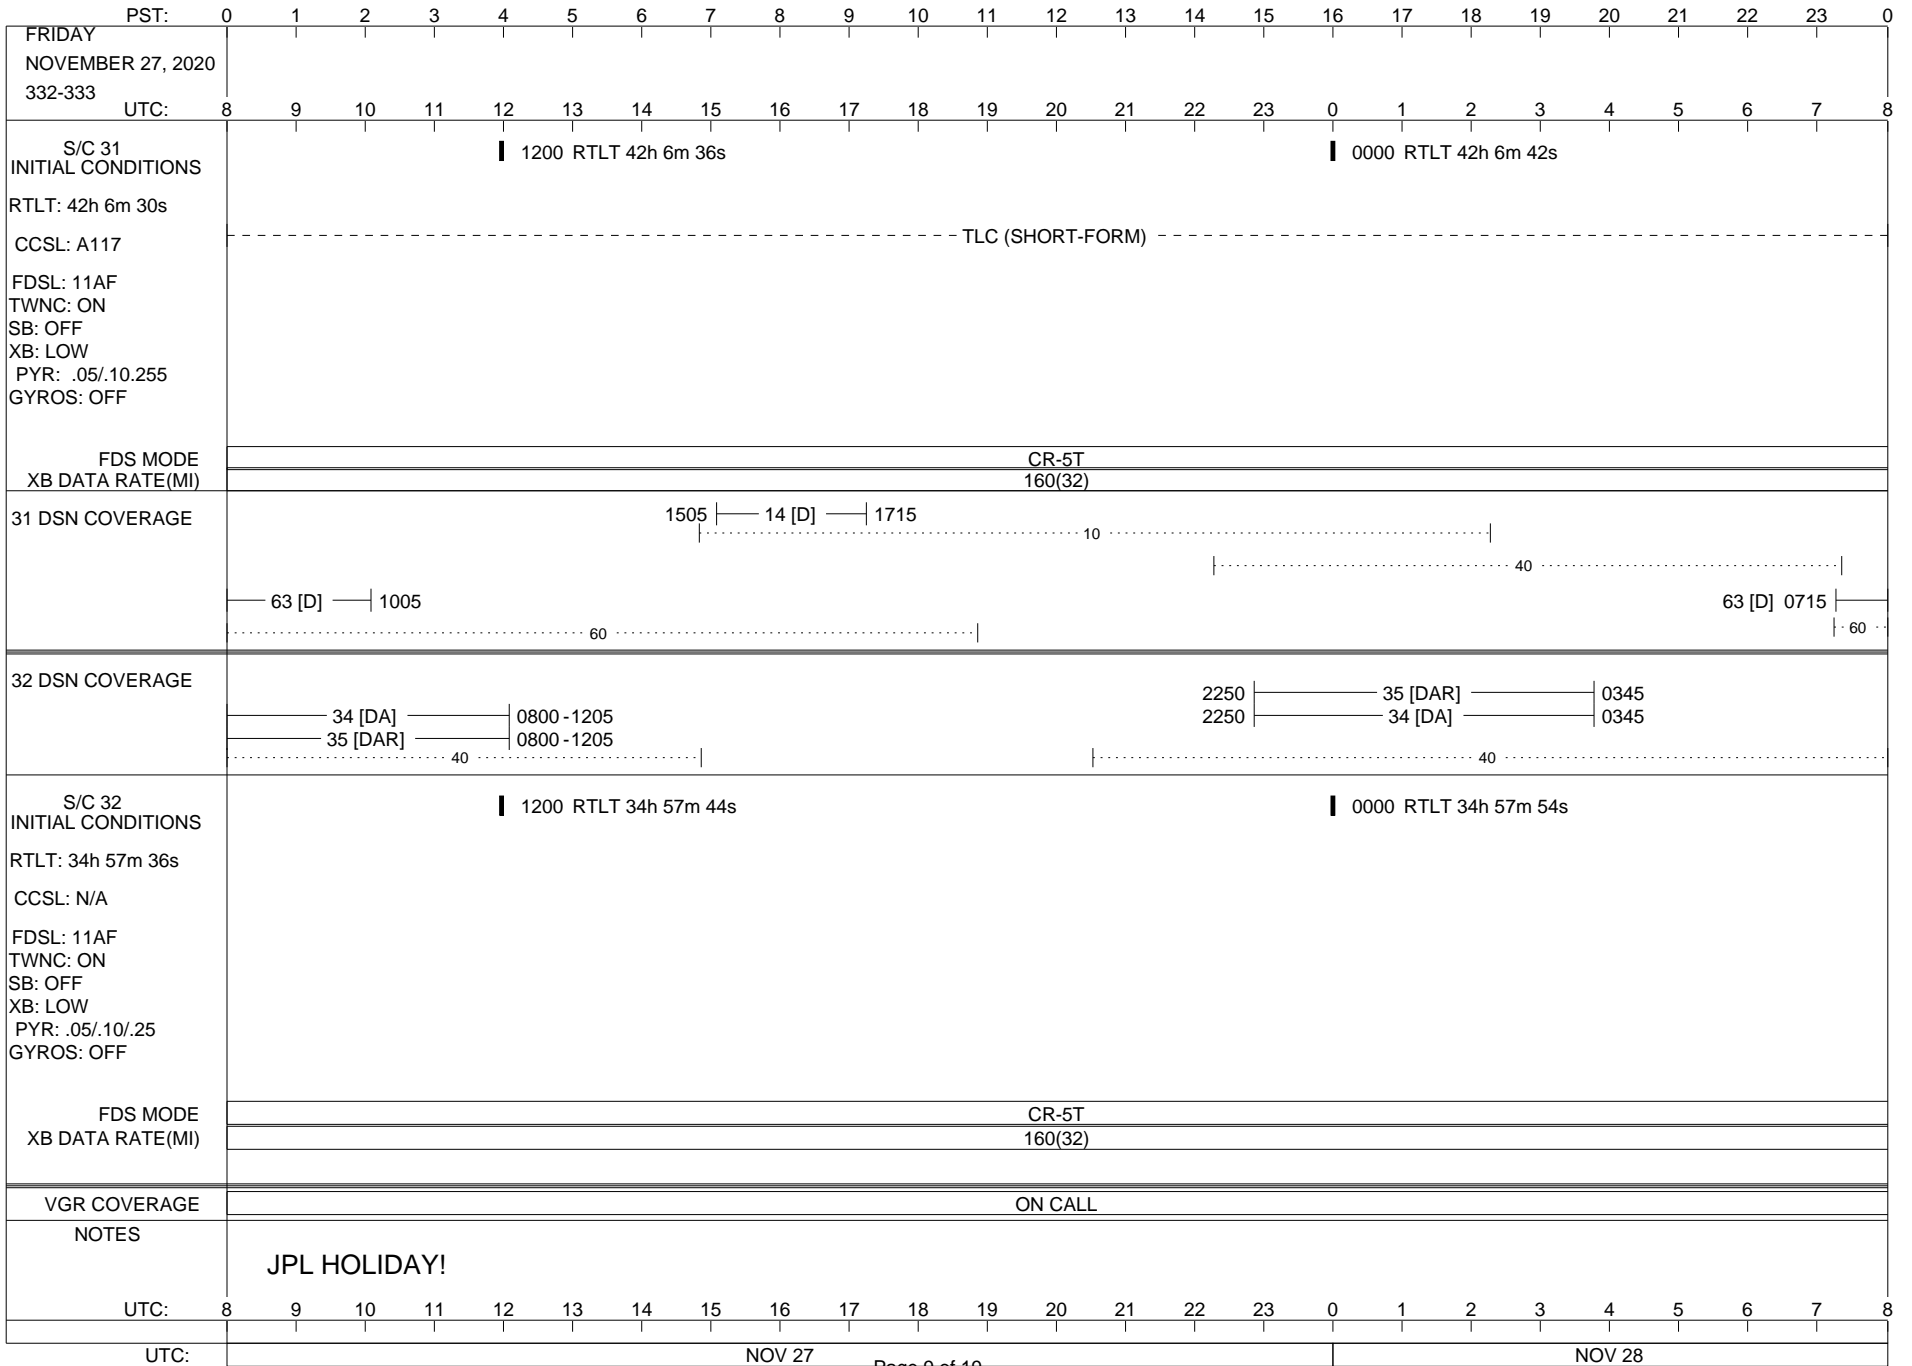 PST: 0 1 2 3 4 5 6 7 8 9 10 11 12 13 14 15 16 17 18 19 20 21 22 23 0
FRIDAY
NOVEMBER 27, 2020
332-333
UTC: 8 9 10 11 12 13 14 15 16 17 18 19 20 21 22 23 0 1 2 3 4 5 6 7 8
S/C 31
INITIAL CONDITIONS
1200 RTLT 42h 6m 36s
0000 RTLT 42h 6m 42s
RTLT: 42h 6m 30s
CCSL: A117
TLC (SHORT-FORM)
FDSL: 11AF
TWNC: ON
SB: OFF
XB: LOW
PYR: .05/.10.255
GYROS: OFF
FDS MODE CR-5T
XB DATA RATE(MI) 160(32)
31 DSN COVERAGE
1505 14 [D] 1715
10
40
63 [D] 1005
63 [D] 0715
60
60
32 DSN COVERAGE
2250 35 [DAR] 0345
34 [DA] 0800-1205
2250 34 [DA] 0345
35 [DAR] 0800-1205
40
40
S/C 32
INITIAL CONDITIONS
1200 RTLT 34h 57m 44s
0000 RTLT 34h 57m 54s
RTLT: 34h 57m 36s
CCSL: N/A
FDSL: 11AF
TWNC: ON
SB: OFF
XB: LOW
PYR: .05/.10/.25
GYROS: OFF
FDS MODE CR-5T
XB DATA RATE(MI) 160(32)
VGR COVERAGE ON CALL
NOTES
JPL HOLIDAY!
UTC: 8 9 10 11 12 13 14 15 16 17 18 19 20 21 22 23 0 1 2 3 4 5 6 7 8
UTC: NOV 27 NOV 28